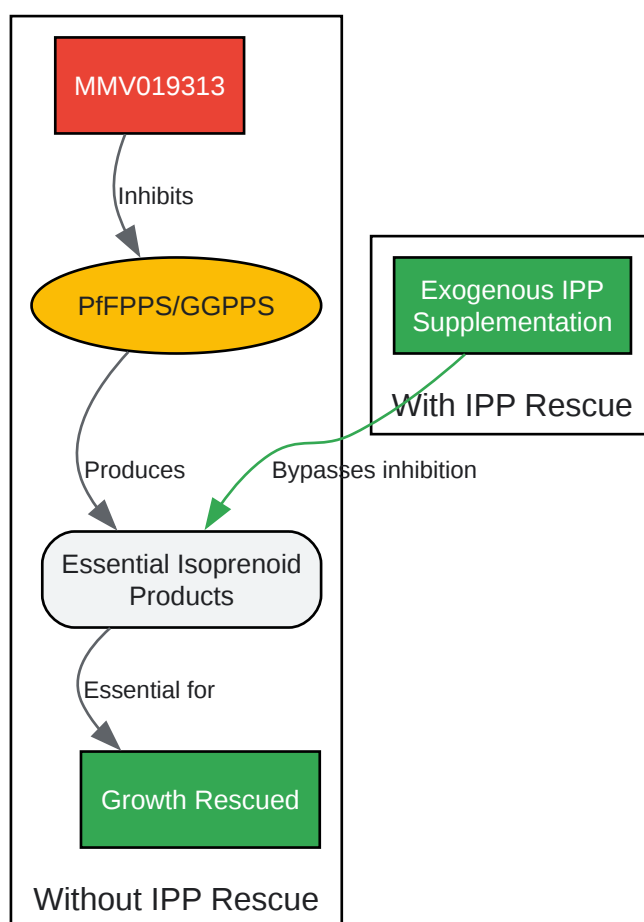 MMV019313
Inhibits
PfFPPS/GGPPS
Exogenous IPP
Supplementation
With IPP Rescue
Produces
Bypasses inhibition
Essential Isoprenoid
Products
Essential for
Growth Rescued
Without IPP Rescue